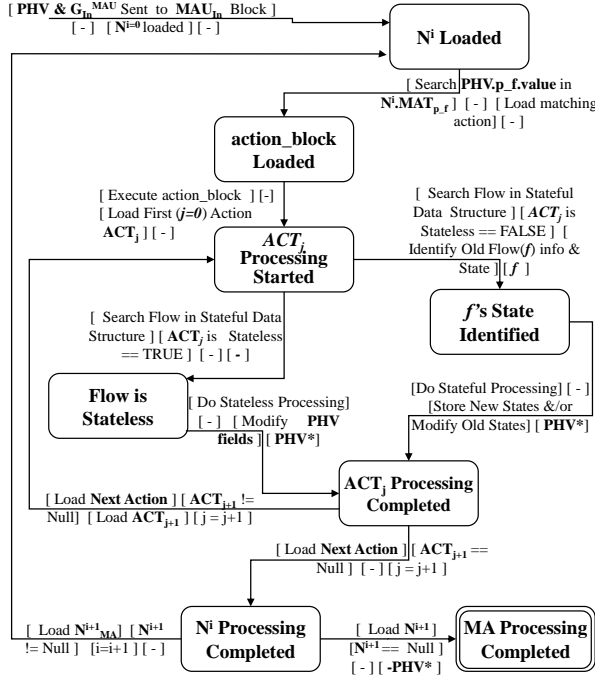 [ PHV & G_In^MAU Sent to MAU_In Block ]
[ - ] [ N^i=0 loaded ] [ - ]
N^i Loaded
[ Search PHV.p_f.value in
N^i.MAT_p_f ] [ - ] [ Load matching
action] [ - ]
action_block
Loaded
[ Execute action_block ] [-]
[ Load First (j=0) Action
ACT_j ] [ - ]
[ Search Flow in Stateful
Data Structure ] [ ACT_j is
Stateless == FALSE ] [
Identify Old Flow(f) info &
State ] [ f ]
ACT_j
Processing
Started
f's State
Identified
[ Search Flow in Stateful Data
Structure ] [ ACT_j is Stateless
== TRUE ] [ - ] [ - ]
Flow is
Stateless
[ Do Stateless Processing]
[ - ] [ Modify PHV
fields ] [ PHV*]
[Do Stateful Processing] [ - ]
[Store New States &/or
Modify Old States] [ PHV*]
ACT_j Processing
Completed
[ Load Next Action ] [ ACT_j+1 !=
Null] [ Load ACT_j+1 ] [ j = j+1 ]
[ Load Next Action ] [ ACT_j+1 ==
Null ] [ - ] [ j = j+1 ]
[ Load N^i+1_MA] [ N^i+1
!= Null ] [i=i+1 ] [ - ]
N^i Processing
Completed
[ Load N^i+1]
[N^i+1== Null ]
[ - ] [ -PHV* ]
MA Processing
Completed